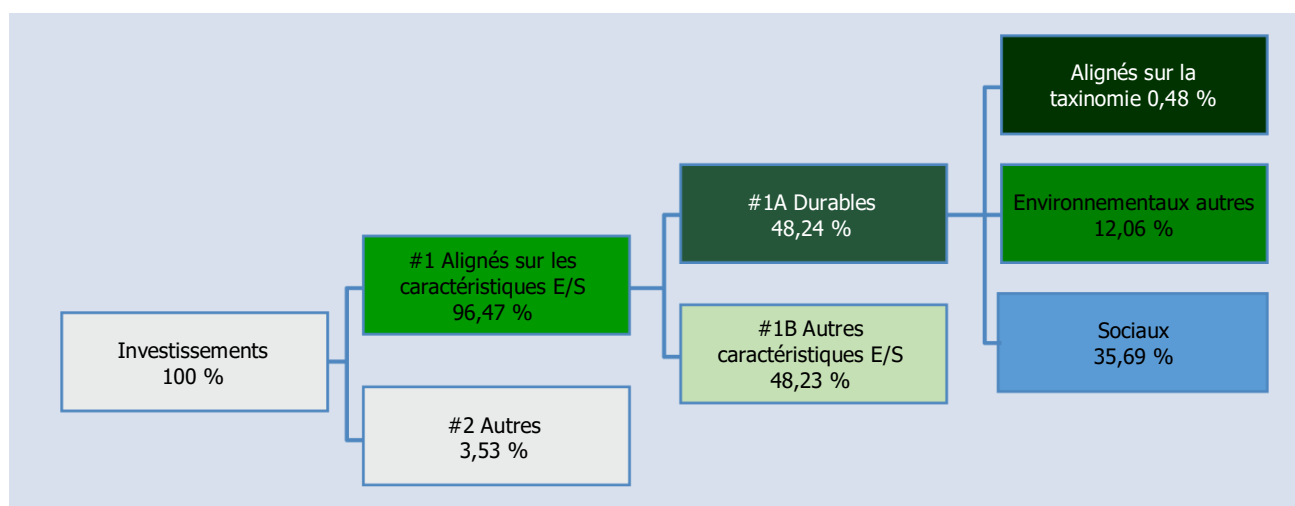 Investissements
100 %
#1 Alignés sur les
caractéristiques E/S
96,47 %
#2 Autres
3,53 %
#1A Durables
48,24 %
#1B Autres
caractéristiques E/S
48,23 %
Alignés sur la
taxinomie 0,48 %
Environnementaux autres
12,06 %
Sociaux
35,69 %